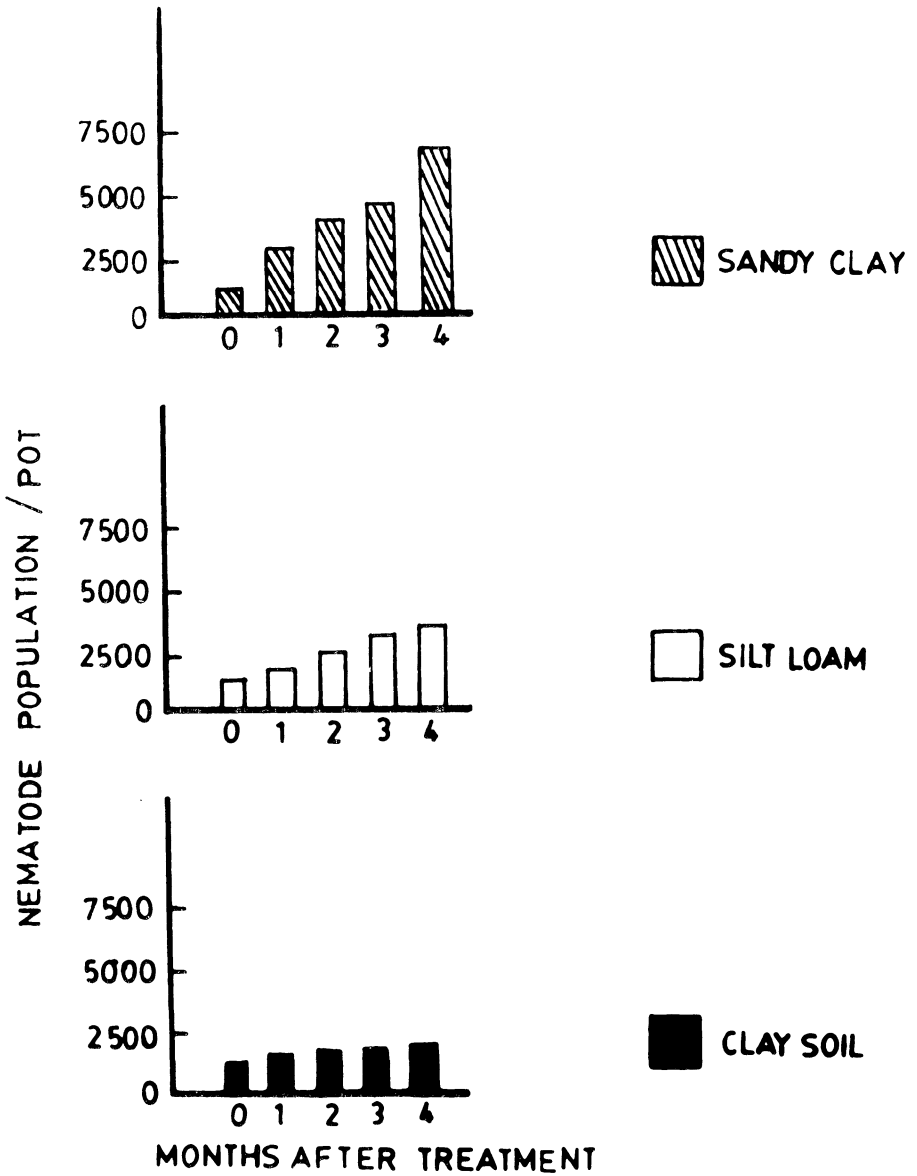 7500
5000
2500
0
0 1 2 3 4
SANDY CLAY
NEMATODE POPULATION / POT
7500
5000
2500
0
0 1 2 3 4
SILT LOAM
7500
5000
2500
0
0 1 2 3 4
CLAY SOIL
MONTHS AFTER TREATMENT